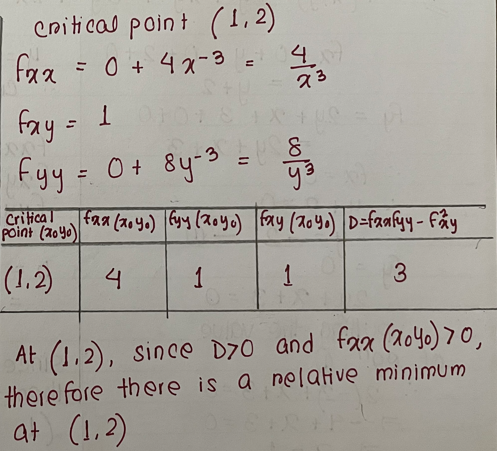 critical point (1,2)
fxx = 0 + 4x⁻³ = 4/x³
fxy = 1
Fyy = 0 + 8y⁻³ = 8/y³
critical point (x₀y₀) | fxx (x₀y₀) | fyy (x₀y₀) | fxy (x₀y₀) | D=fxxfyy - f²xy
(1,2) | 4 | 1 | 1 | 3
At (1,2), since D>0 and fxx (x₀y₀)>0,
therefore there is a relative minimum
at (1,2)